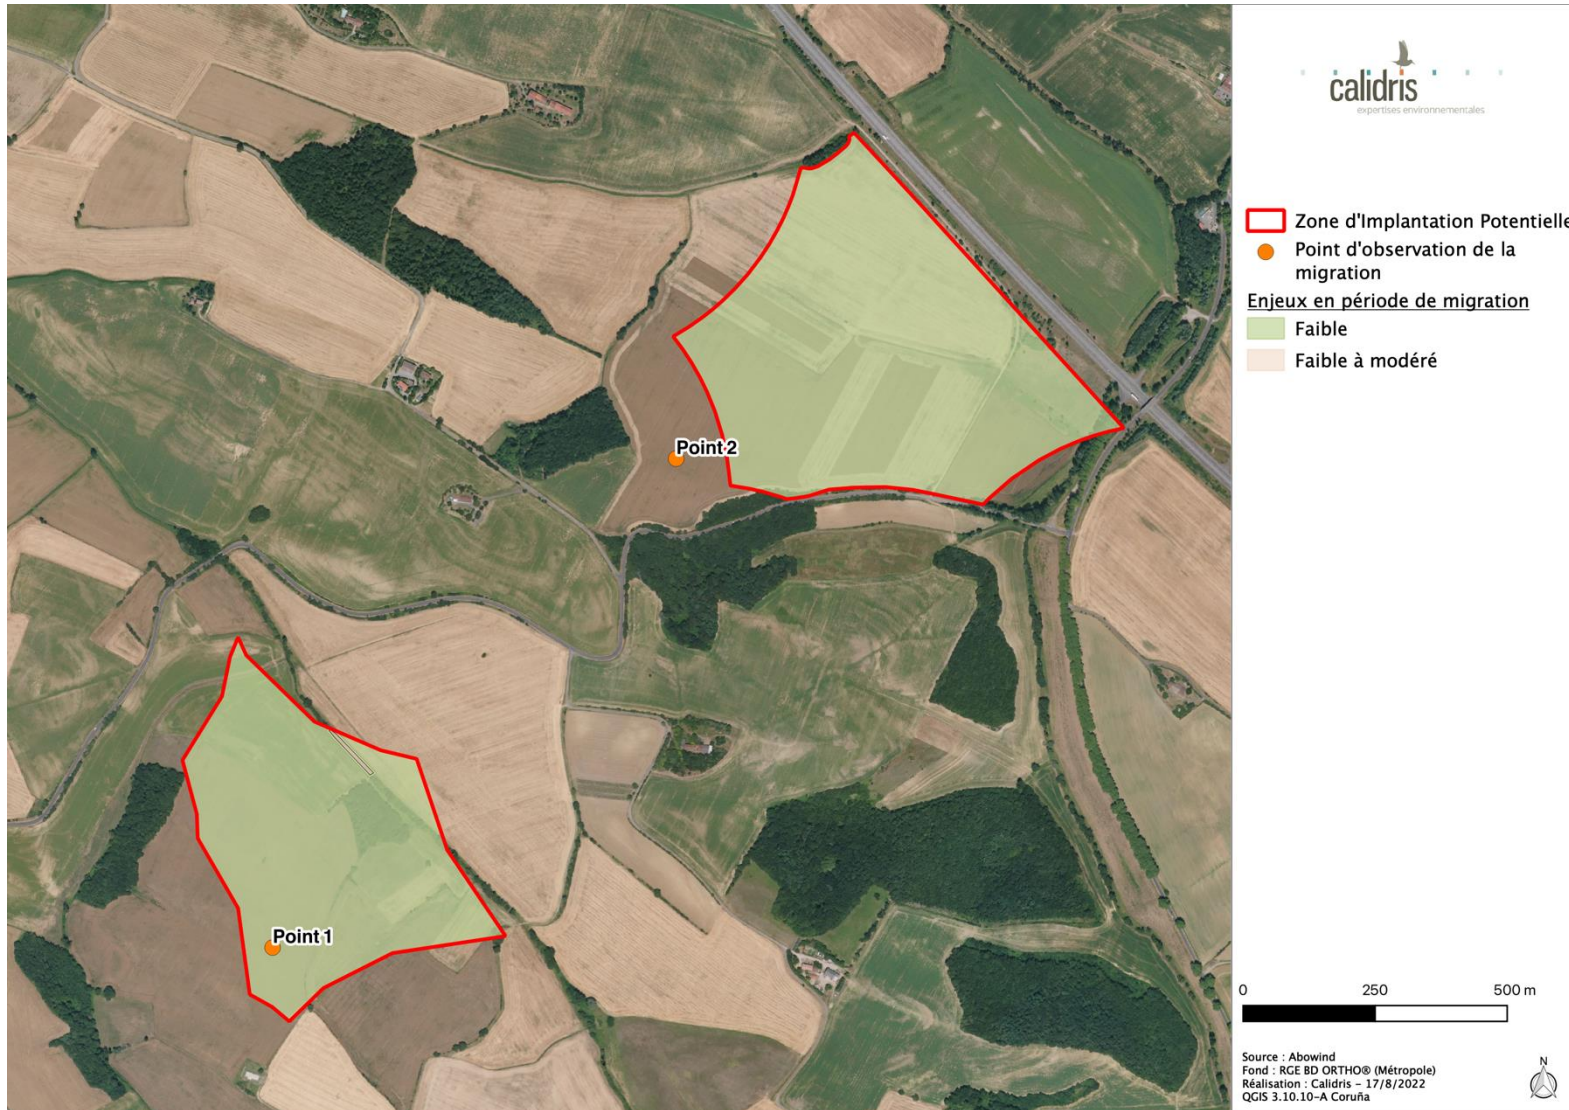 calidris
expertises environnementales
Zone d'Implantation Potentielle
Point d'observation de la
migration
Enjeux en période de migration
Faible
Faible à modéré
Point 2
Point 1
0 250 500 m
Source : Abowind
Fond : RGE BD ORTHO® (Métropole)
Réalisation : Calidris - 17/8/2022
QGIS 3.10.10-A Coruña
N